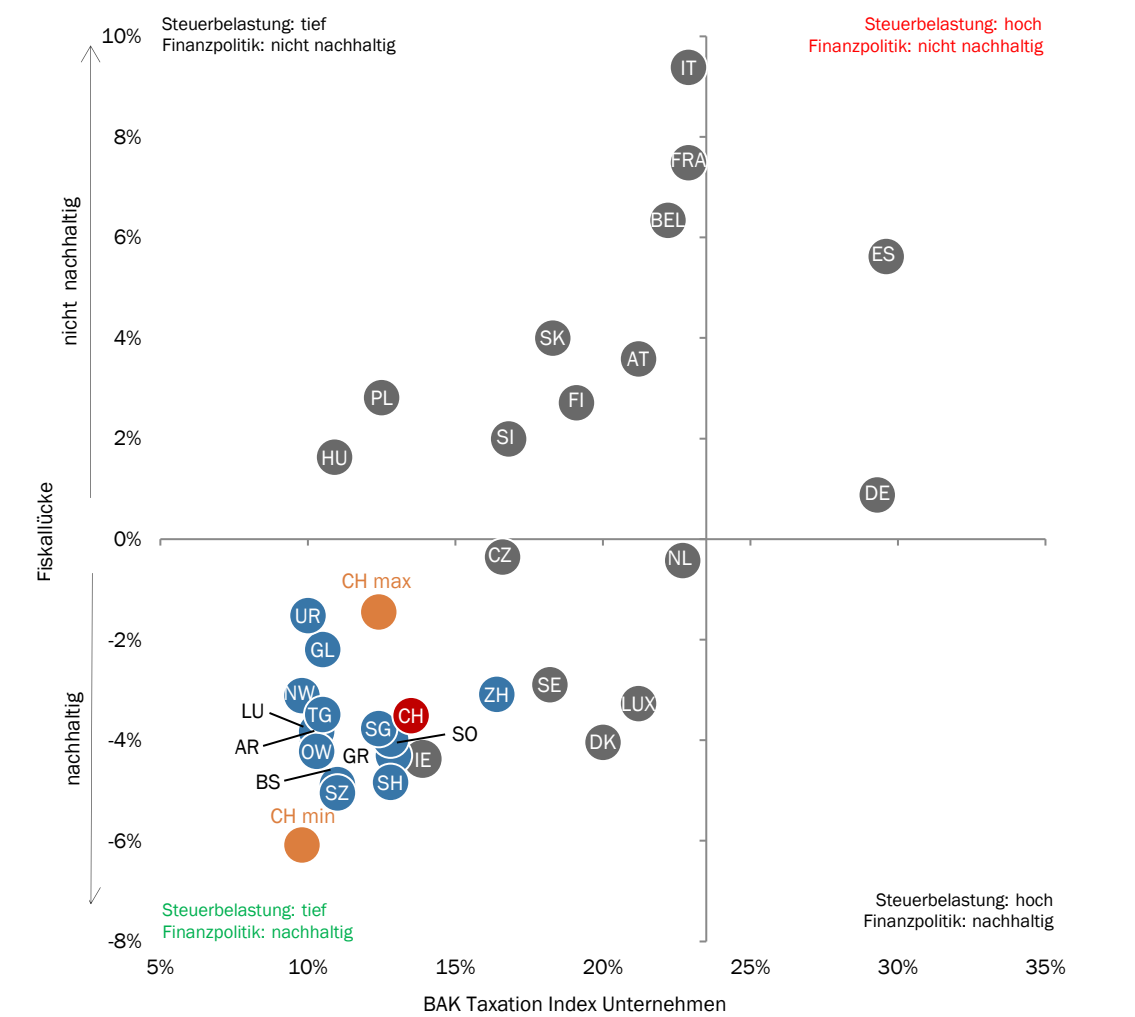 Steuerbelastung: tief
Finanzpolitik: nicht nachhaltig
Steuerbelastung: hoch
Finanzpolitik: nicht nachhaltig
10%
8%
6%
4%
2%
0%
-2%
-4%
-6%
-8%
nicht nachhaltig
Fiskallücke
nachhaltig
IT
FRA
BEL
ES
SK
AT
PL
FI
SI
HU
DE
CZ
NL
CH max
UR
GL
NW
ZH
SE
LUX
LU
TG
CH
SG
SO
AR
OW
GR
IE
DK
BS
SZ
SH
CH min
Steuerbelastung: tief
Finanzpolitik: nachhaltig
Steuerbelastung: hoch
Finanzpolitik: nachhaltig
5%
10%
15%
20%
25%
30%
35%
BAK Taxation Index Unternehmen